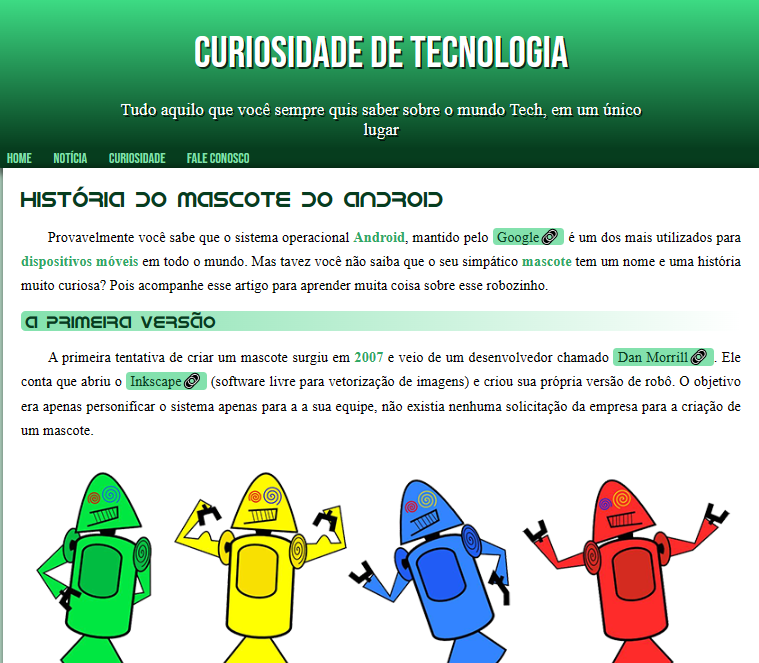 CURIOSIDADE DE TECNOLOGIA
Tudo aquilo que você sempre quis saber sobre o mundo Tech, em um único
lugar
HOME NOTÍCIA CURIOSIDADE FALE CONOSCO
HISTÓRIA DO MASCOTE DO ANDROID
Provavelmente você sabe que o sistema operacional Android, mantido pelo Google é um dos mais utilizados para
dispositivos móveis em todo o mundo. Mas tavez você não saiba que o seu simpático mascote tem um nome e uma história
muito curiosa? Pois acompanhe esse artigo para aprender muita coisa sobre esse robozinho.
A PRIMEIRA VERSÃO
A primeira tentativa de criar um mascote surgiu em 2007 e veio de um desenvolvedor chamado Dan Morrill . Ele
conta que abriu o Inkscape (software livre para vetorização de imagens) e criou sua própria versão de robô. O objetivo
era apenas personificar o sistema apenas para a a sua equipe, não existia nenhuma solicitação da empresa para a criação de
um mascote.